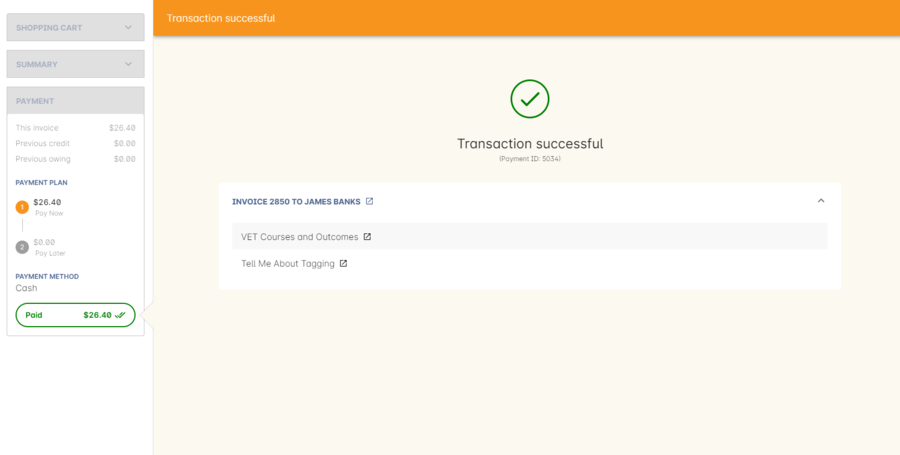 SHOPPING CART
SUMMARY
PAYMENT
This invoice $26.40
Previous credit $0.00
Previous owing $0.00
PAYMENT PLAN
1 $26.40
Pay Now
2 $0.00
Pay Later
PAYMENT METHOD
Cash
Paid $26.40
Transaction successful
Transaction successful
(Payment ID: 5034)
INVOICE 2850 TO JAMES BANKS
VET Courses and Outcomes
Tell Me About Tagging